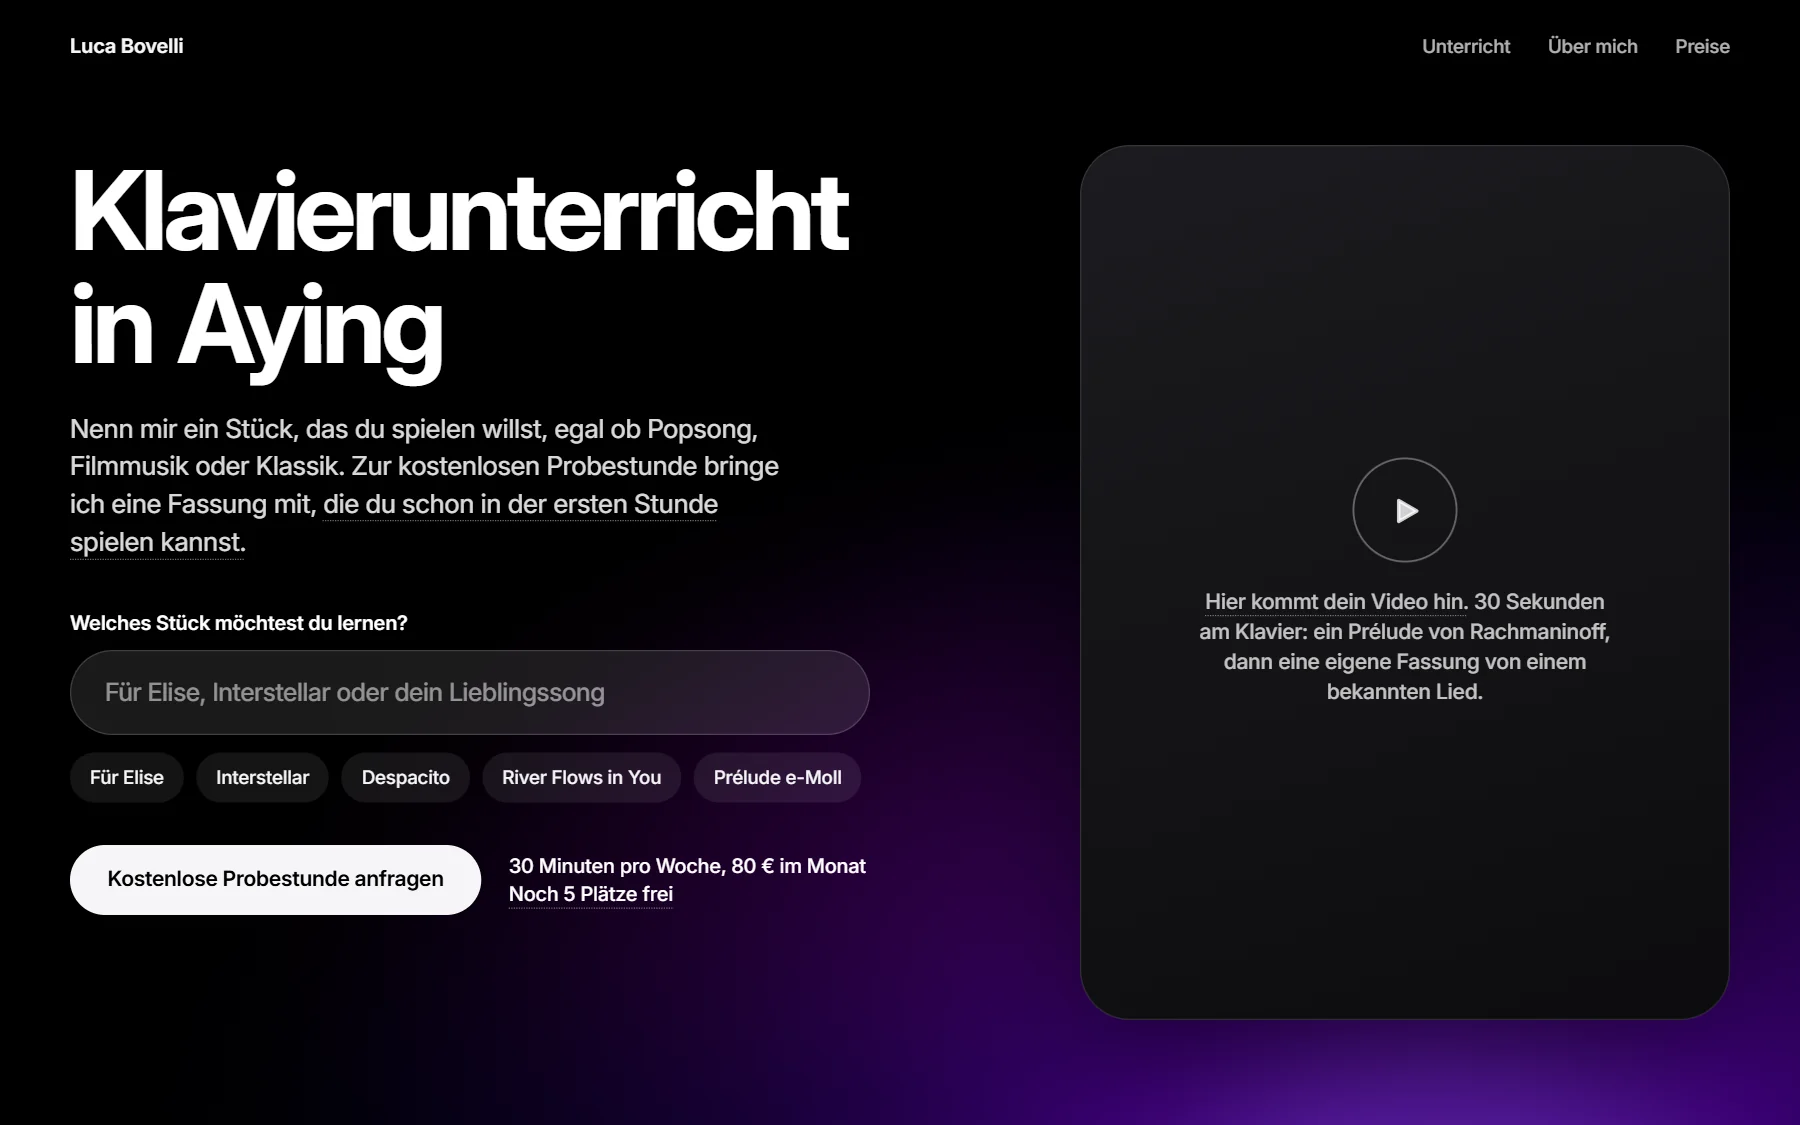 Luca Bovelli
Unterricht
Über mich
Preise
Klavierunterricht
in Aying
Nenn mir ein Stück, das du spielen willst, egal ob Popsong,
Filmmusik oder Klassik. Zur kostenlosen Probestunde bringe
ich eine Fassung mit, die du schon in der ersten Stunde
spielen kannst.
Welches Stück möchtest du lernen?
Für Elise, Interstellar oder dein Lieblingssong
Für Elise
Interstellar
Despacito
River Flows in You
Prélude e-Moll
Kostenlose Probestunde anfragen
30 Minuten pro Woche, 80 € im Monat
Noch 5 Plätze frei
Hier kommt dein Video hin. 30 Sekunden
am Klavier: ein Prélude von Rachmaninoff,
dann eine eigene Fassung von einem
bekannten Lied.